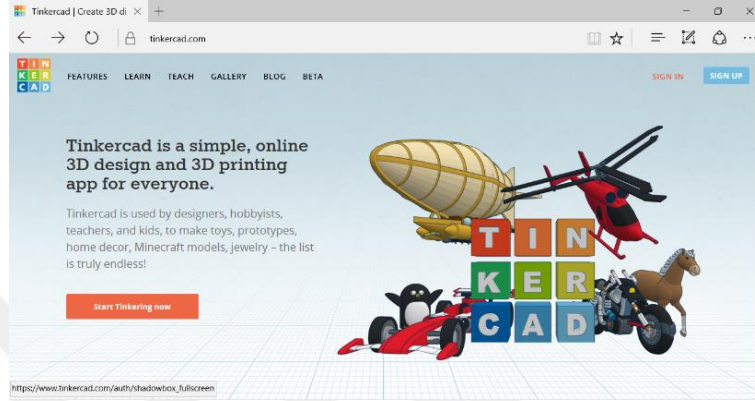 Tinkercad | Create 3D di
tinkercad.com
TIN
KER
CAD
FEATURES LEARN TEACH GALLERY BLOG BETA
SIGN IN SIGN UP
Tinkercad is a simple, online
3D design and 3D printing
app for everyone.
Tinkercad is used by designers, hobbyists,
teachers, and kids, to make toys, prototypes,
home decor, Minecraft models, jewelry – the list
is truly endless!
Start Tinkering now
TIN
KER
CAD
https://www.tinkercad.com/auth/shadowbox_fullscreen